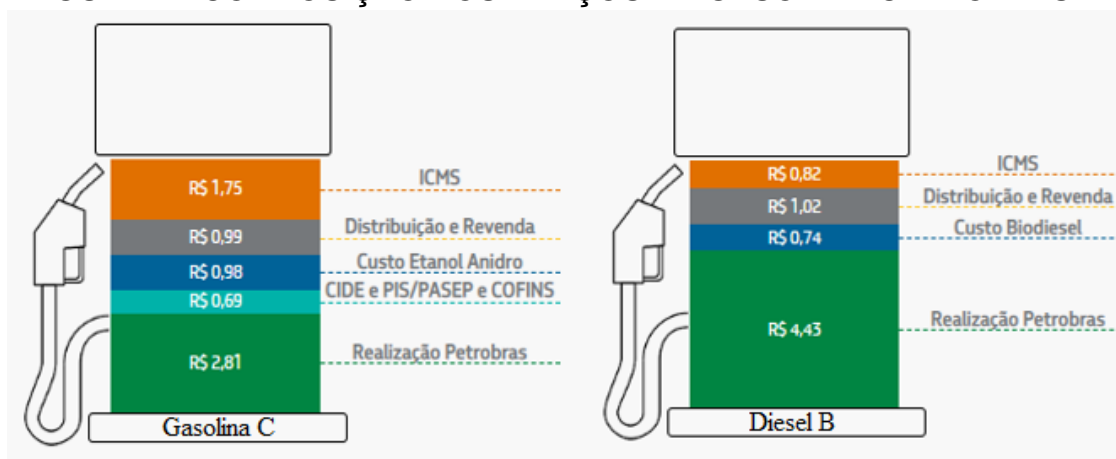 R$ 1,75
ICMS
R$ 0,99
Distribuição e Revenda
R$ 0,98
Custo Etanol Anidro
R$ 0,69
CIDE e PIS/PASEP e COFINS
R$ 2,81
Realização Petrobras
Gasolina C
R$ 0,82
ICMS
R$ 1,02
Distribuição e Revenda
R$ 0,74
Custo Biodiesel
R$ 4,43
Realização Petrobras
Diesel B